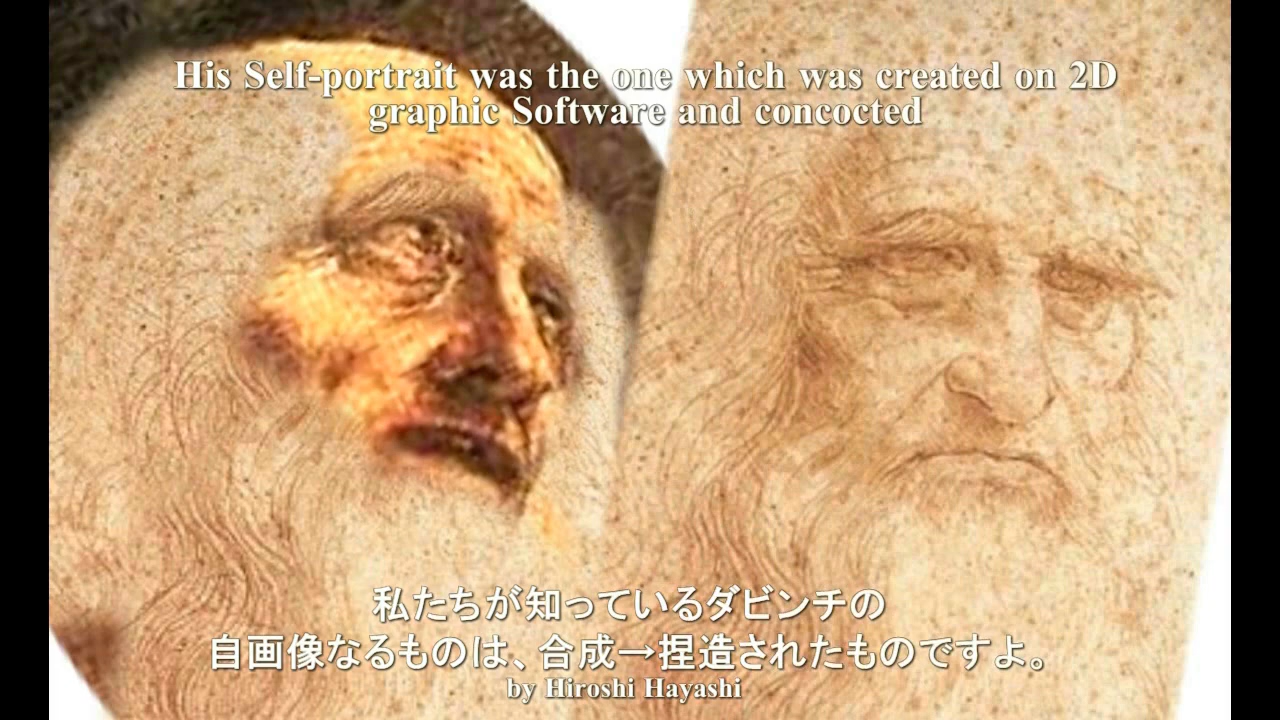 His Self-portrait was the one which was created on 2D
graphic Software and concocted
私たちが知っているダビンチの
自画像なるものは、合成→捏造されたものですよ。
by Hiroshi Hayashi